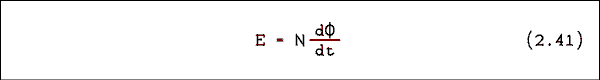 E = N dΦ/dt (2.41)